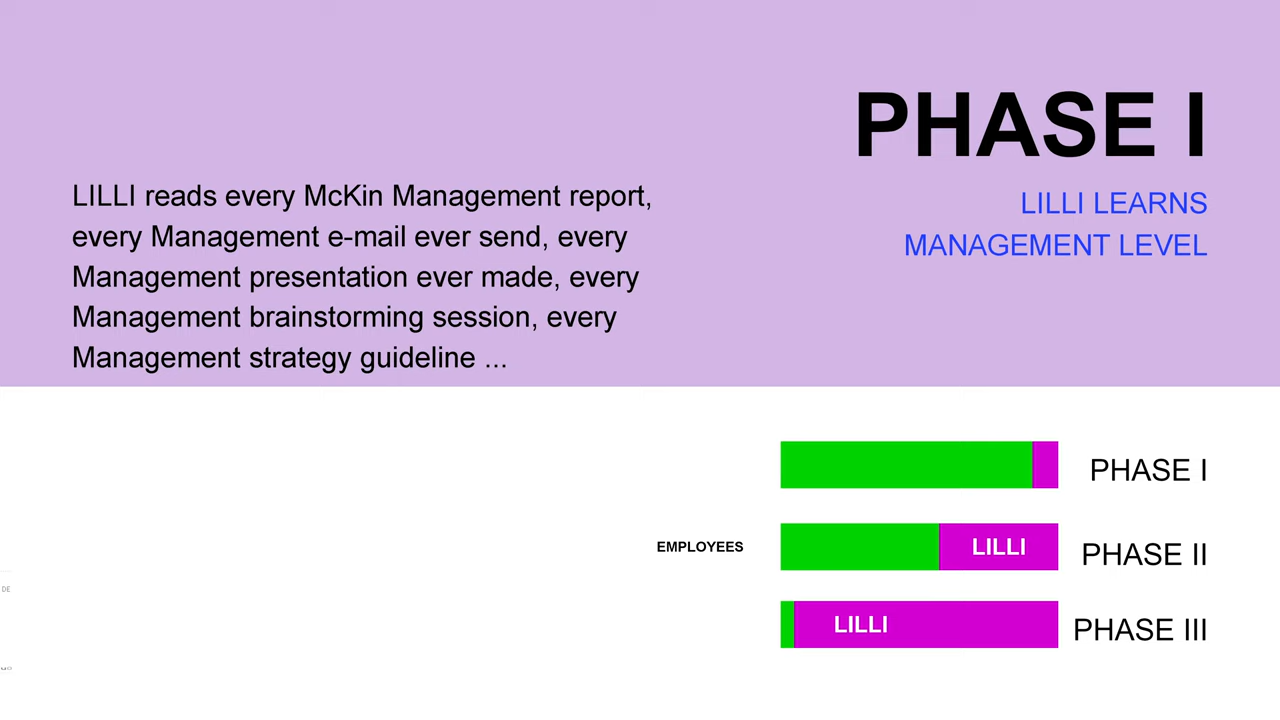 PHASE I
LILLI LEARNS
MANAGEMENT LEVEL
LILLI reads every McKin Management report,
every Management e-mail ever send, every
Management presentation ever made, every
Management brainstorming session, every
Management strategy guideline ...
PHASE I
EMPLOYEES
LILLI
PHASE II
LILLI
PHASE III
DE